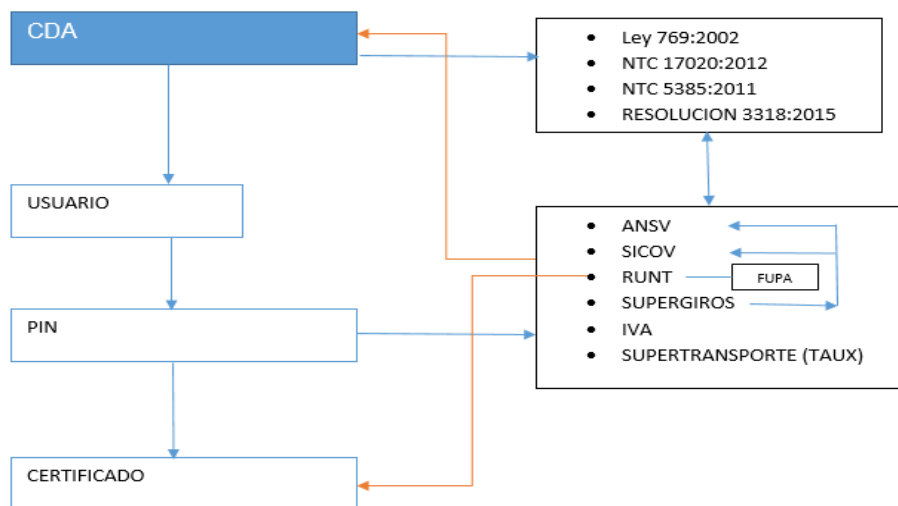 CDA
• Ley 769:2002
• NTC 17020:2012
• NTC 5385:2011
• RESOLUCION 3318:2015
USUARIO
• ANSV
• SICOV
• RUNT
FUPA
• SUPERGIROS
• IVA
• SUPERTRANSPORTE (TAUX)
PIN
CERTIFICADO